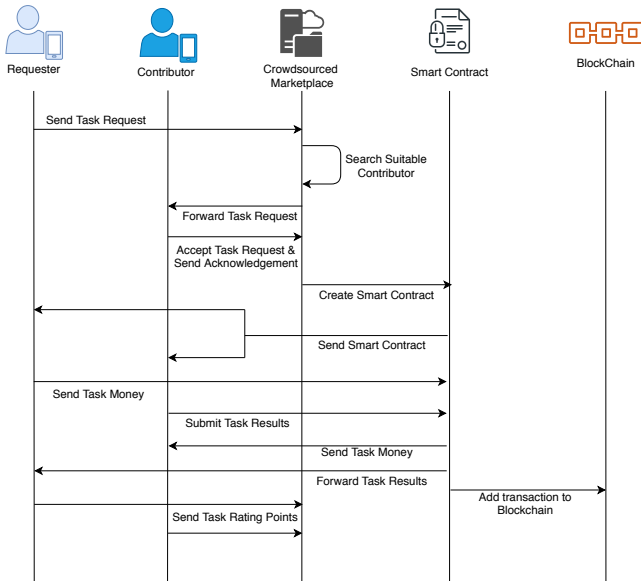 Requester
Contributor
Crowdsourced
Marketplace
Smart Contract
BlockChain
Send Task Request
Search Suitable
Contributor
Forward Task Request
Accept Task Request &
Send Acknowledgement
Create Smart Contract
Send Smart Contract
Send Task Money
Submit Task Results
Send Task Money
Forward Task Results
Add transaction to
Blockchain
Send Task Rating Points